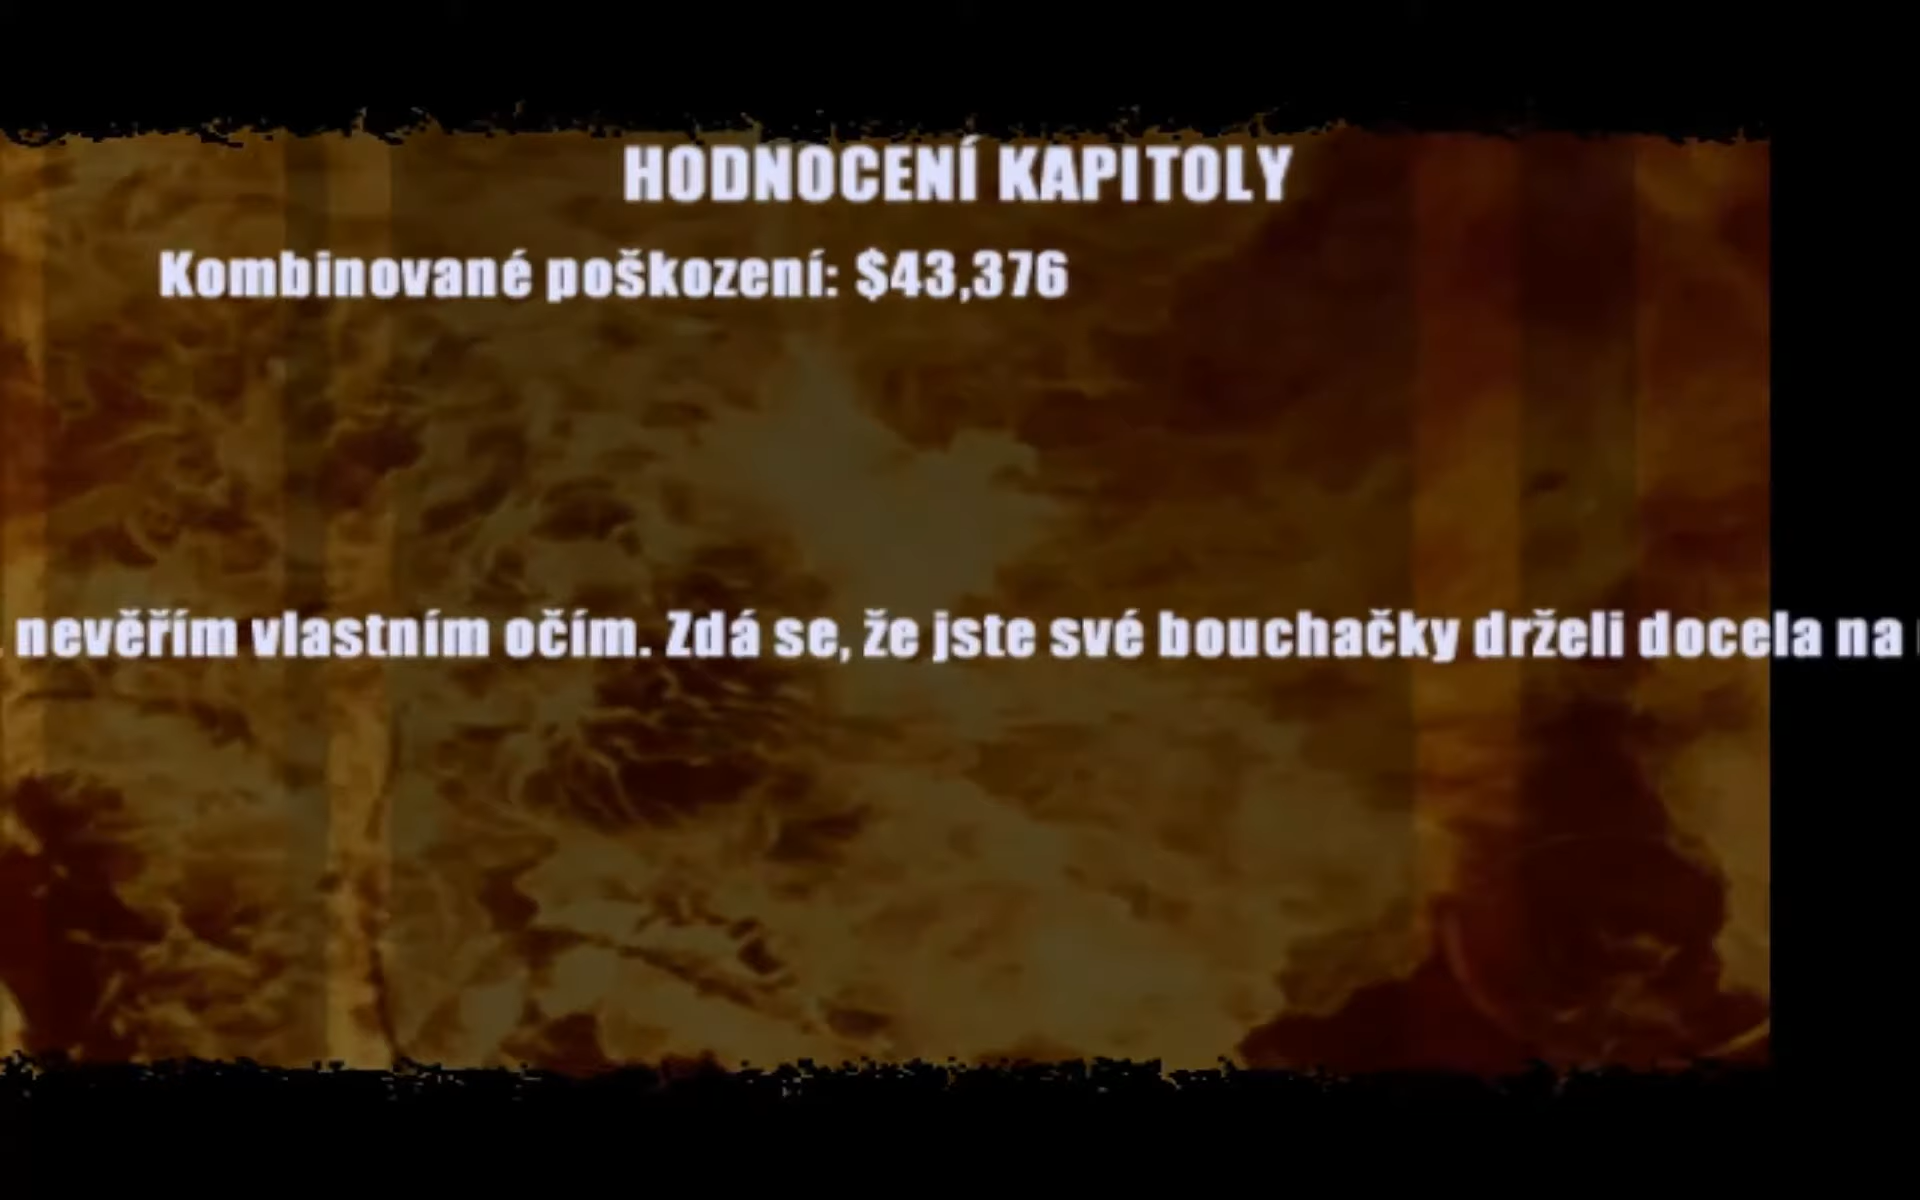 HODNOCENÍ KAPITOLY
Kombinované poškození: $43,376
nevěřím vlastním očím. Zdá se, že jste své bouchačky drželi docela na